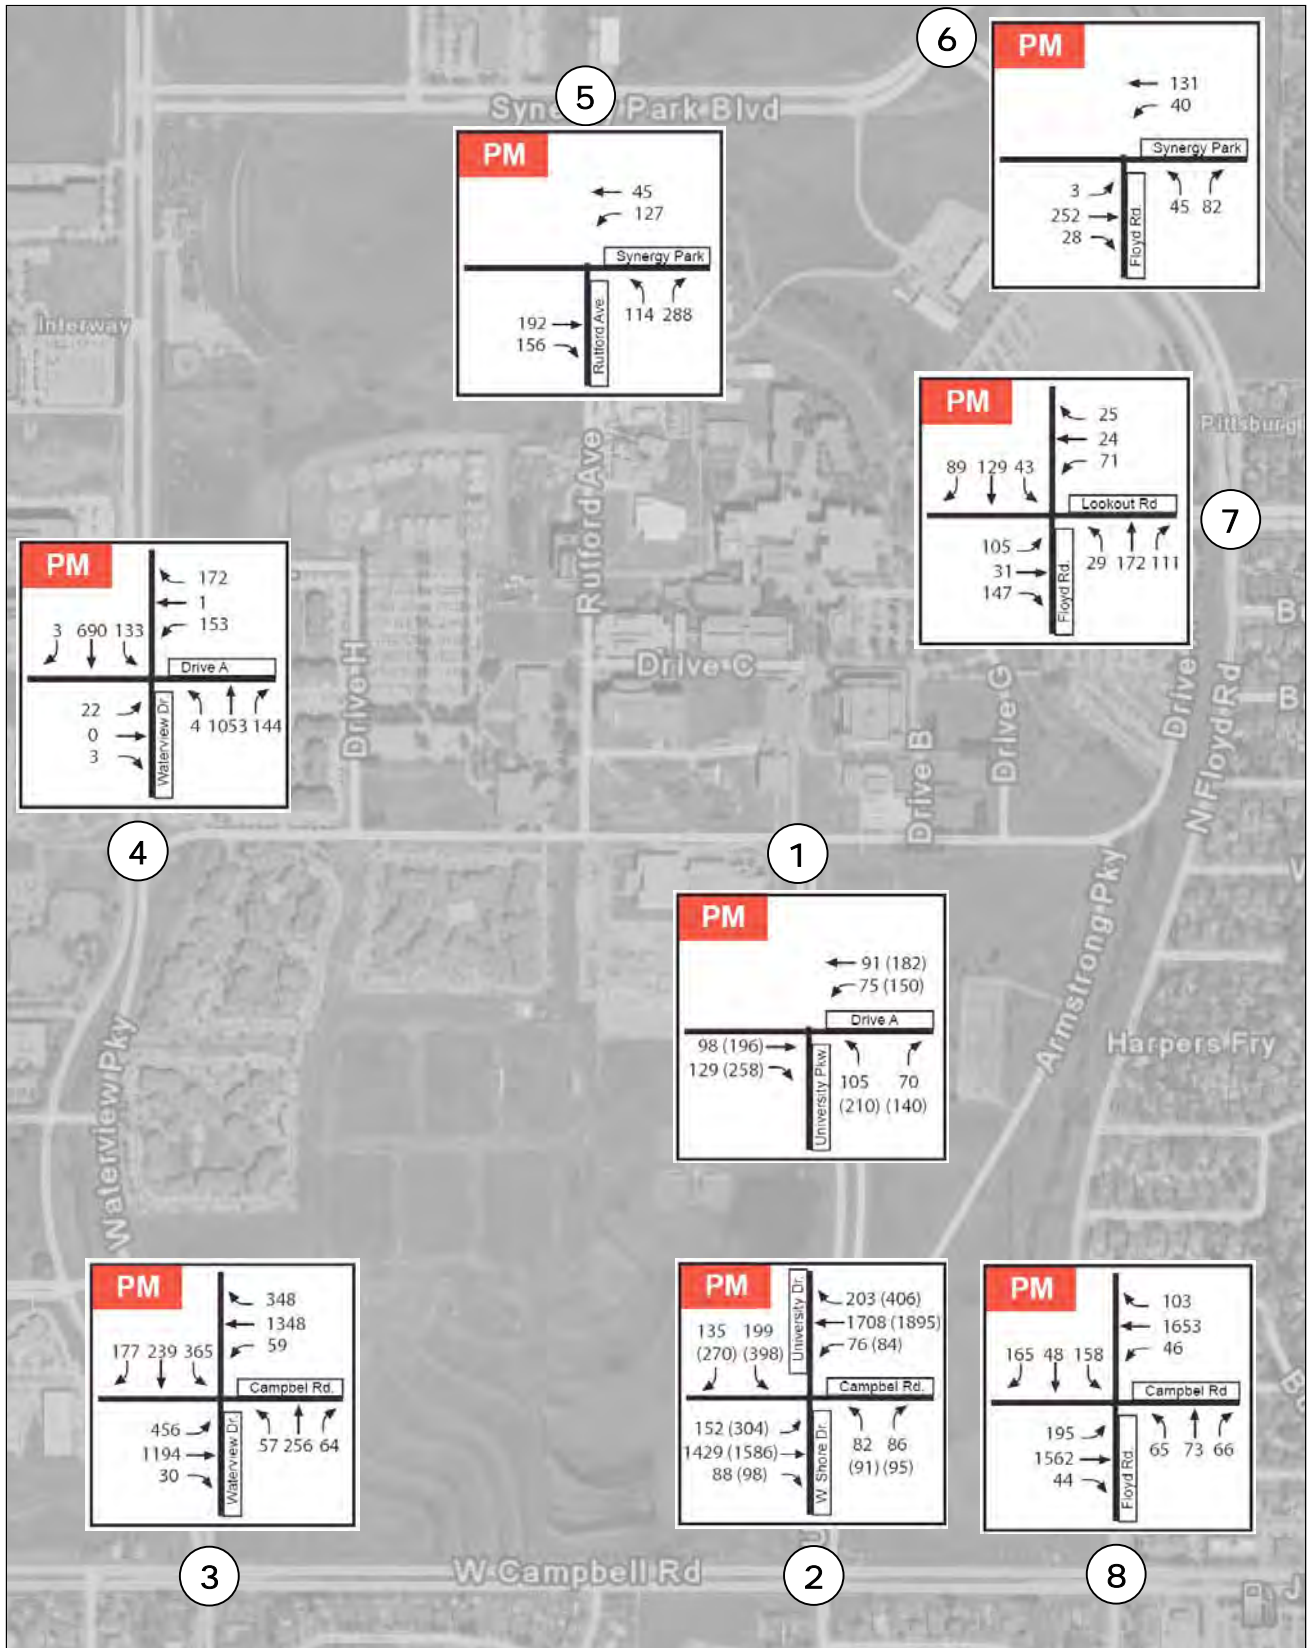 6
PM
131
40
Synergy Park
3
252
28
Floyd Rd.
45 82
5
Synergy Park Blvd
PM
45
127
Synergy Park
192
156
Rutford Ave.
114 288
Interway
Pittsburg
PM
25
24
71
89 129 43
Lookout Rd
105
31
147
Floyd Rd.
29 172 111
7
Rutford Ave
PM
172
1
153
3 690 133
Drive A
22
0
3
Waterview Dr.
4 1053 144
Drive H
Drive C
Drive B
Drive G
Drive
N Floyd Rd
4
1
PM
91 (182)
75 (150)
Drive A
98 (196)
129 (258)
University Pkw
105 70
(210) (140)
Armstrong Pky
Harpers Fry
Waterview Pky
PM
348
1348
59
177 239 365
Campbel Rd.
456
1194
30
Waterview Dr.
57 256 64
PM
University Dr.
203 (406)
1708 (1895)
76 (84)
135 199
(270) (398)
Campbel Rd.
152 (304)
1429 (1586)
88 (98)
W. Shore Dr.
82 86
(91) (95)
PM
103
1653
46
165 48 158
Campbel Rd
195
1562
44
Floyd Rd.
65 73 66
3
W Campbell Rd
2
8